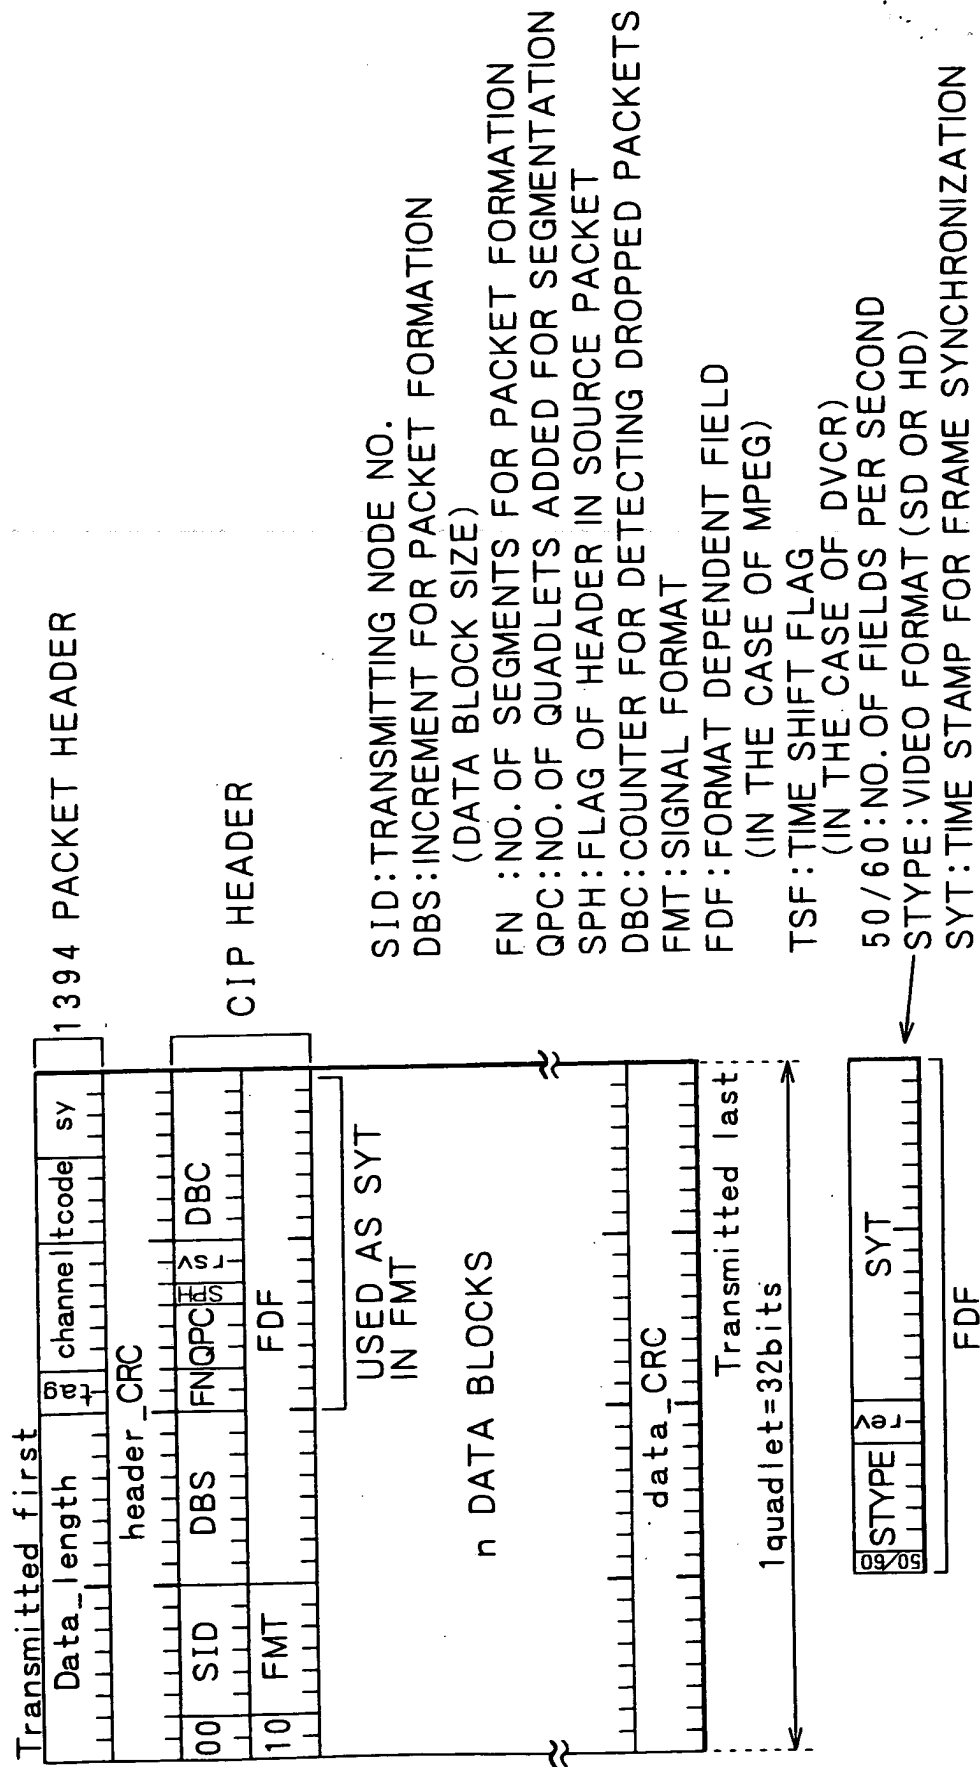 Transmitted first
Data_length tag channel tcode sy
1394 PACKET HEADER
header_CRC
00 SID DBS FN QPC SPH rsv DBC
10 FMT FDF
CIP HEADER
USED AS SYT
IN FMT
n DATA BLOCKS
data_CRC
Transmitted last
1quadlet=32bits
50/60 STYPE rev SYT
FDF
SID:TRANSMITTING NODE NO.
DBS:INCREMENT FOR PACKET FORMATION
(DATA BLOCK SIZE)
FN :NO.OF SEGMENTS FOR PACKET FORMATION
QPC:NO.OF QUADLETS ADDED FOR SEGMENTATION
SPH:FLAG OF HEADER IN SOURCE PACKET
DBC:COUNTER FOR DETECTING DROPPED PACKETS
FMT:SIGNAL FORMAT
FDF:FORMAT DEPENDENT FIELD
(IN THE CASE OF MPEG)
TSF:TIME SHIFT FLAG
(IN THE CASE OF DVCR)
50/60:NO.OF FIELDS PER SECOND
STYPE:VIDEO FORMAT(SD OR HD)
SYT:TIME STAMP FOR FRAME SYNCHRONIZATION